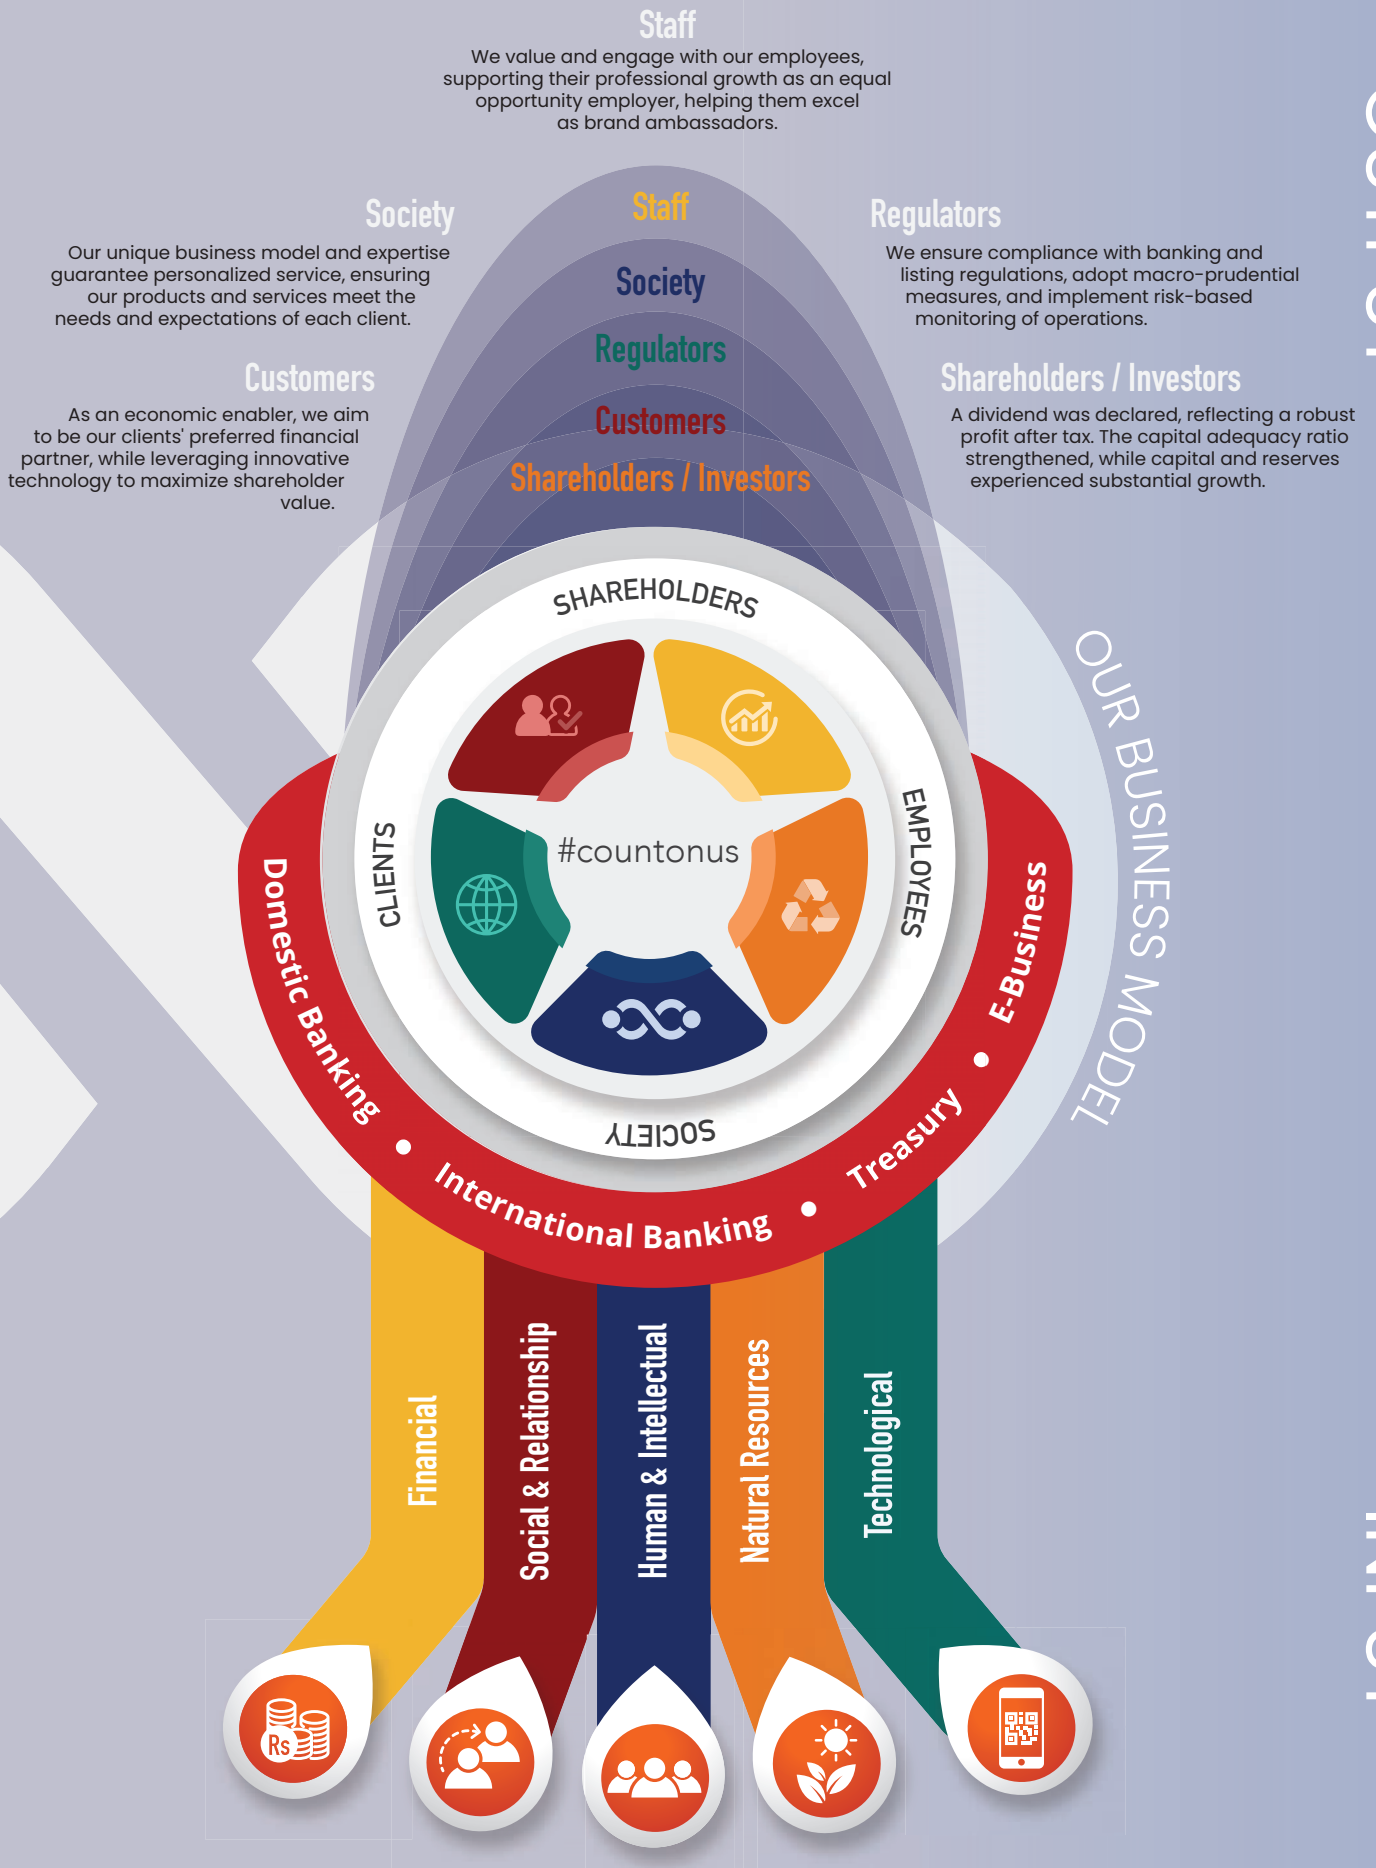 Staff
We value and engage with our employees,
supporting their professional growth as an equal
opportunity employer, helping them excel
as brand ambassadors.
Society
Our unique business model and expertise
guarantee personalized service, ensuring
our products and services meet the
needs and expectations of each client.
Customers
As an economic enabler, we aim
to be our clients' preferred financial
partner, while leveraging innovative
technology to maximize shareholder
value.
Staff
Society
Regulators
Customers
Shareholders / Investors
Regulators
We ensure compliance with banking and
listing regulations, adopt macro-prudential
measures, and implement risk-based
monitoring of operations.
Shareholders / Investors
A dividend was declared, reflecting a robust
profit after tax. The capital adequacy ratio
strengthened, while capital and reserves
experienced substantial growth.
OUR BUSINESS MODEL
SHAREHOLDERS
EMPLOYEES
SOCIETY
CLIENTS
#countonus
Domestic Banking • International Banking • Treasury • E-Business
Financial
Social & Relationship
Human & Intellectual
Natural Resources
Technological
Rs